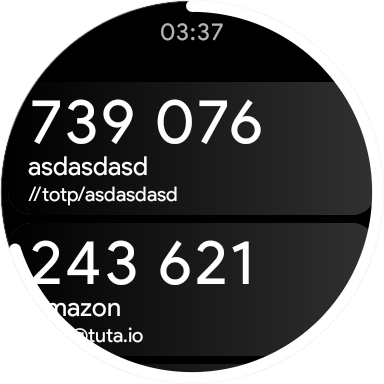 03:37
739 076
asdasdasd
//totp/asdasdasd
243 621
mazon
@tuta.io